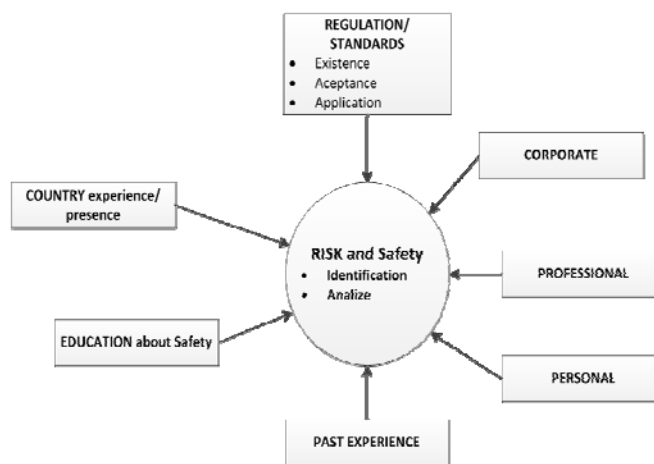 REGULATION/
STANDARDS
• Existence
• Aceptance
• Application
CORPORATE
COUNTRY experience/
presence
RISK and Safety
• Identification
• Analize
PROFESSIONAL
EDUCATION about Safety
PERSONAL
PAST EXPERIENCE